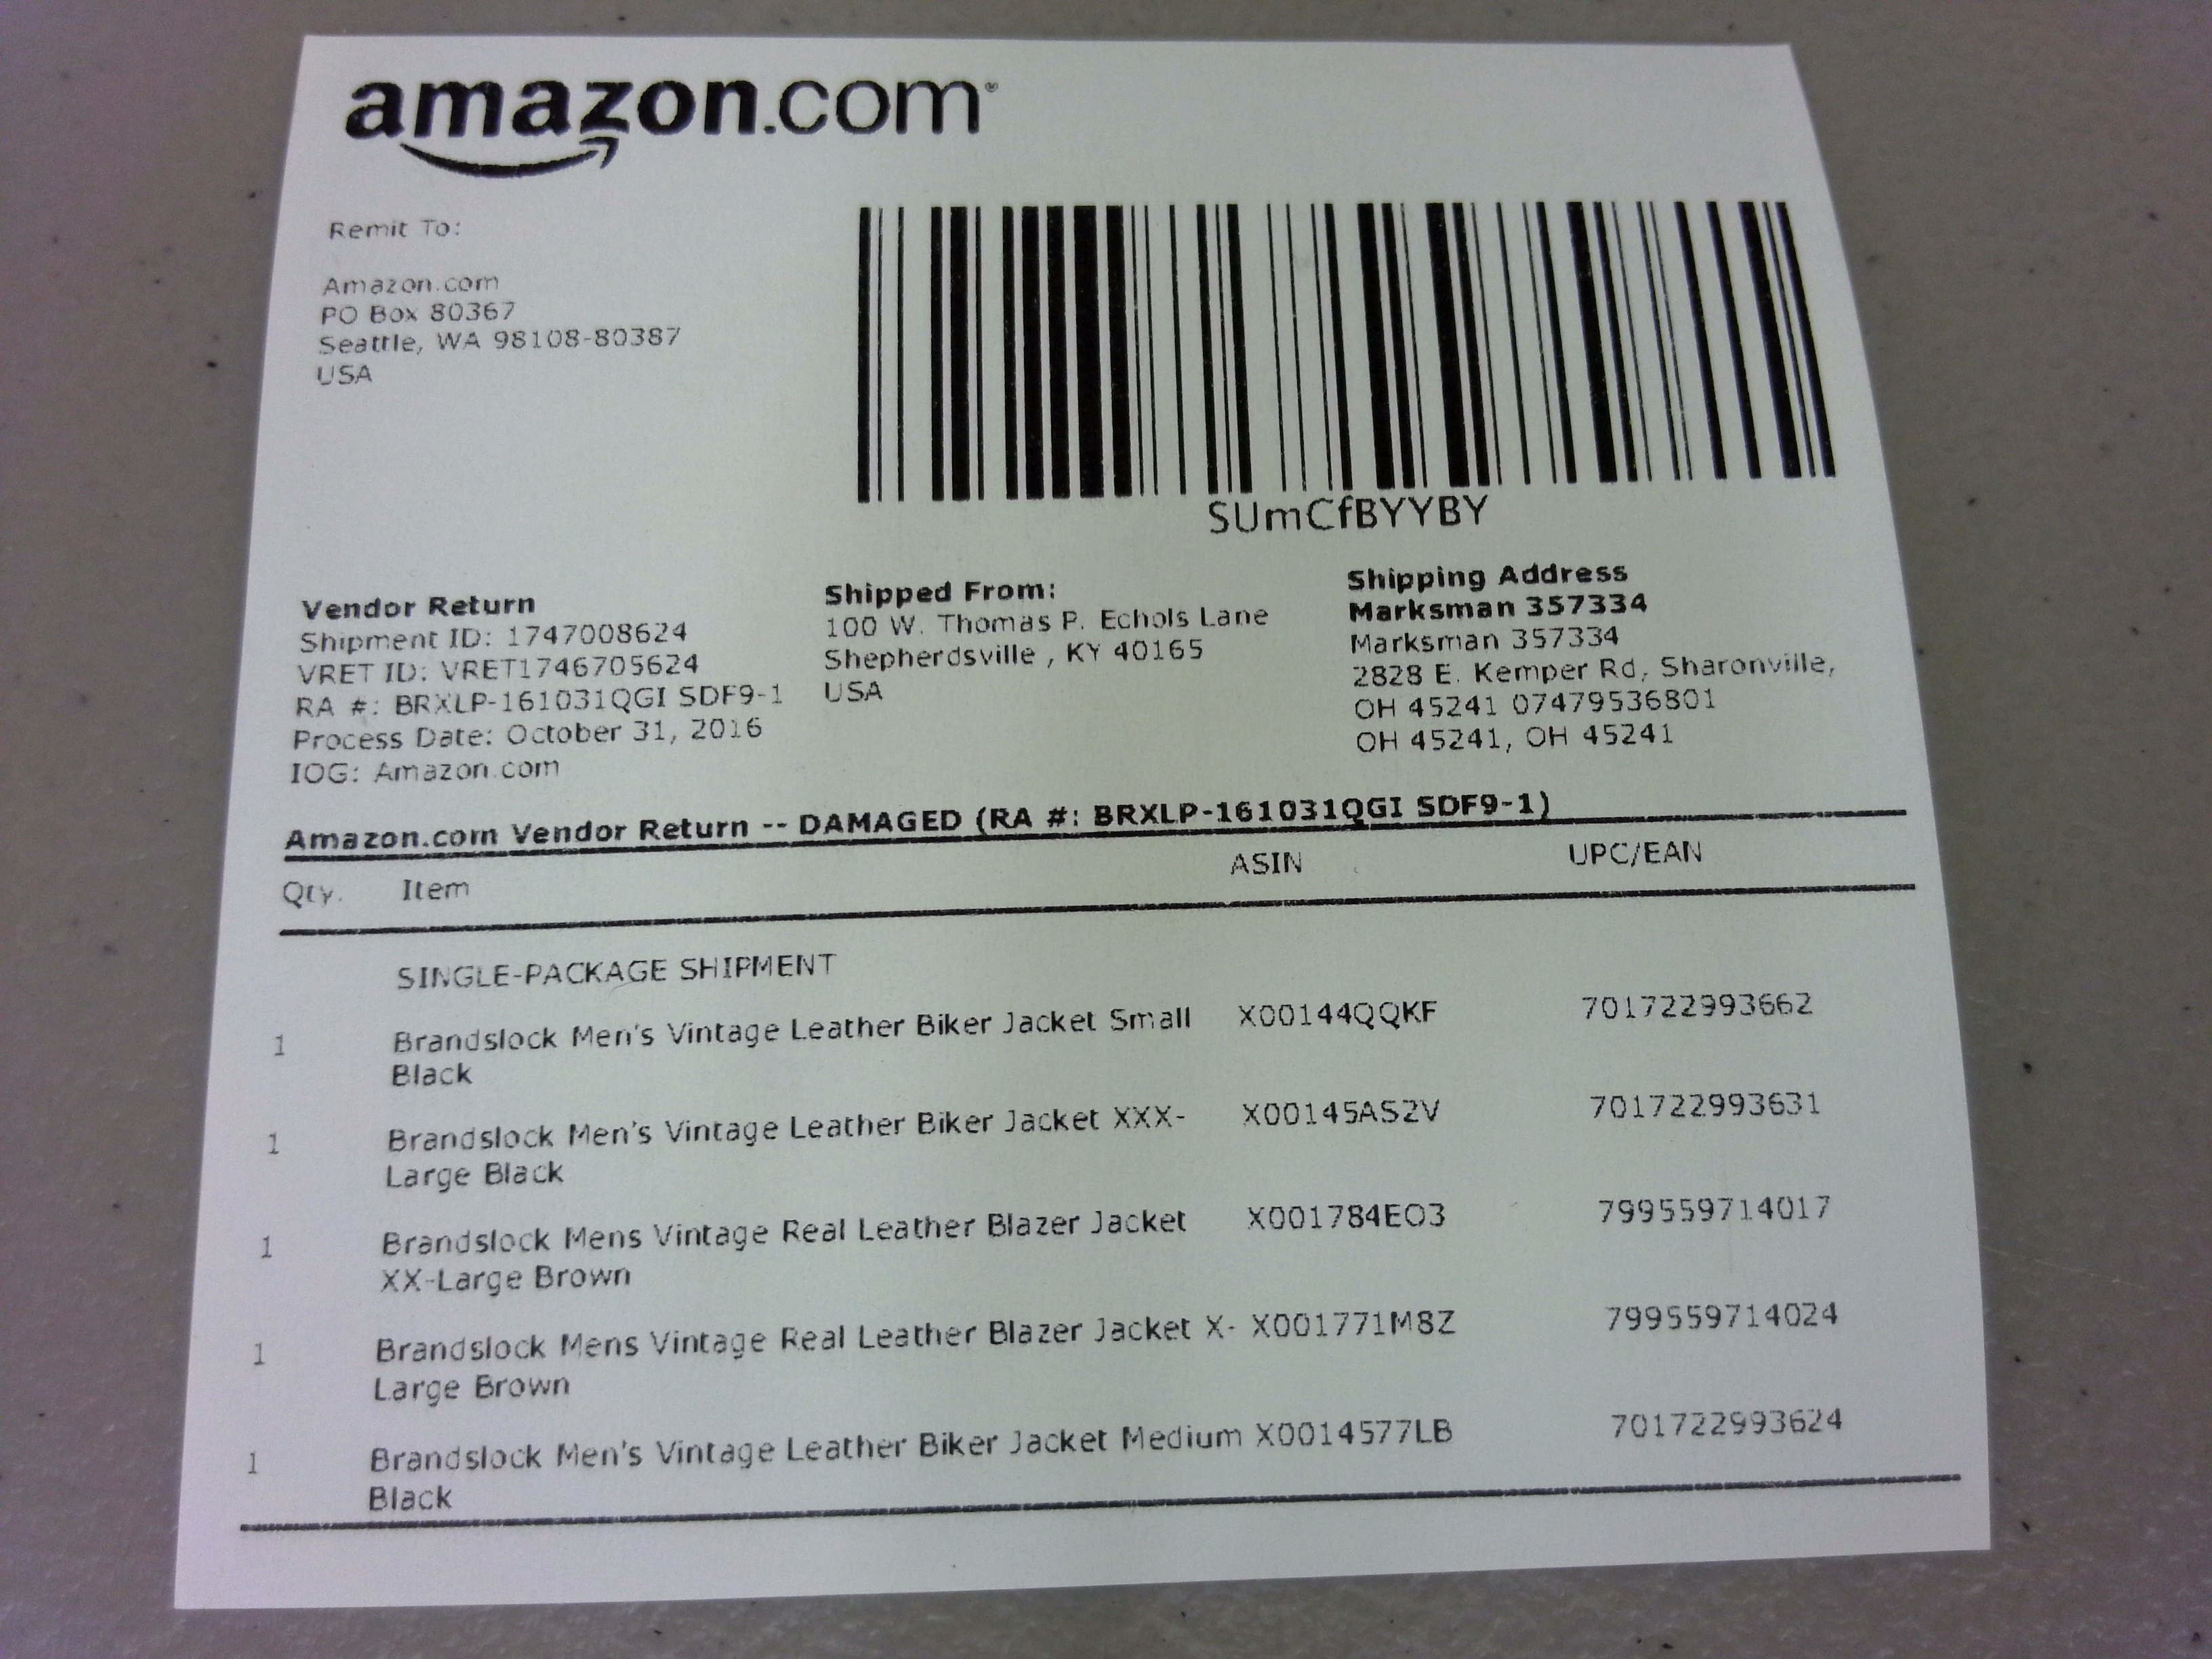 amazon.com
Remit To:
Amazon.com
PO Box 80367
Seattle, WA 98108-80387
USA
SUmCfBYYBY
Vendor Return
Shipment ID: 1747008624
VRET ID: VRET1746705624
RA #: BRXLP-161031QGI SDF9-1
Process Date: October 31, 2016
IOG: Amazon.com
Shipped From:
100 W. Thomas P. Echols Lane
Shepherdsville , KY 40165
USA
Shipping Address
Marksman 357334
Marksman 357334
2828 E. Kemper Rd, Sharonville,
OH 45241 07479536801
OH 45241, OH 45241
Amazon.com Vendor Return -- DAMAGED (RA #: BRXLP-161031QGI SDF9-1)
Qty. Item ASIN UPC/EAN
SINGLE-PACKAGE SHIPMENT
1 Brandslock Men's Vintage Leather Biker Jacket Small X00144QQKF 701722993662
Black
1 Brandslock Men's Vintage Leather Biker Jacket XXX- X00145AS2V 701722993631
Large Black
1 Brandslock Mens Vintage Real Leather Blazer Jacket X001784EO3 799559714017
XX-Large Brown
1 Brandslock Mens Vintage Real Leather Blazer Jacket X- X001771M8Z 799559714024
Large Brown
1 Brandslock Men's Vintage Leather Biker Jacket Medium X0014577LB 701722993624
Black